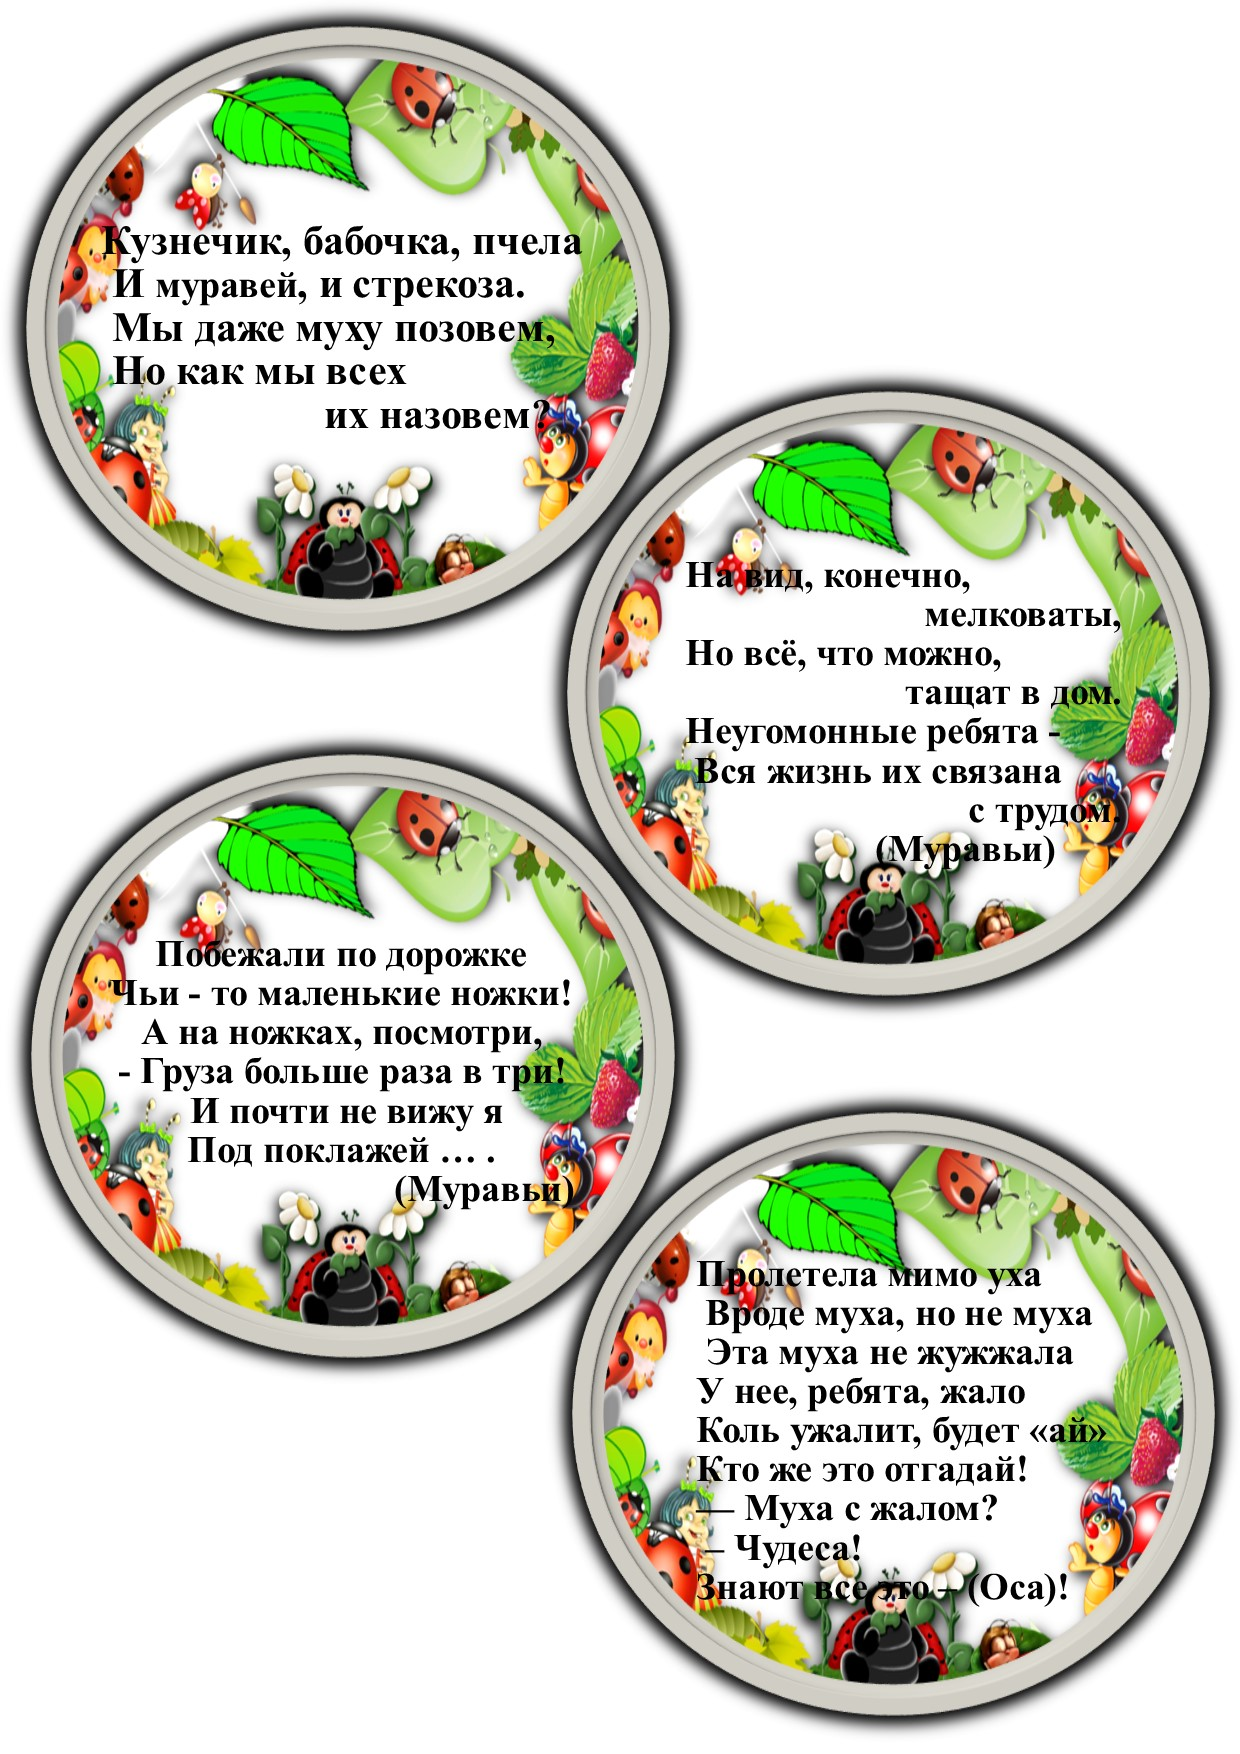 Кузнечик, бабочка, пчела
И муравей, и стрекоза.
Мы даже муху позовем,
Но как мы всех
их назовем?
На вид, конечно,
мелковаты,
Но всё, что можно,
тащат в дом.
Неугомонные ребята -
Вся жизнь их связана
с трудом.
(Муравьи)
Побежали по дорожке
Чьи - то маленькие ножки!
А на ножках, посмотри,
- Груза больше раза в три!
И почти не вижу я
Под поклажей … .
(Муравьи)
Пролетела мимо уха
Вроде муха, но не муха
Эта муха не жужжала
У нее, ребята, жало
Коль ужалит, будет «ай»
Кто же это отгадай!
— Муха с жалом?
– Чудеса!
Знают все это – (Оса)!